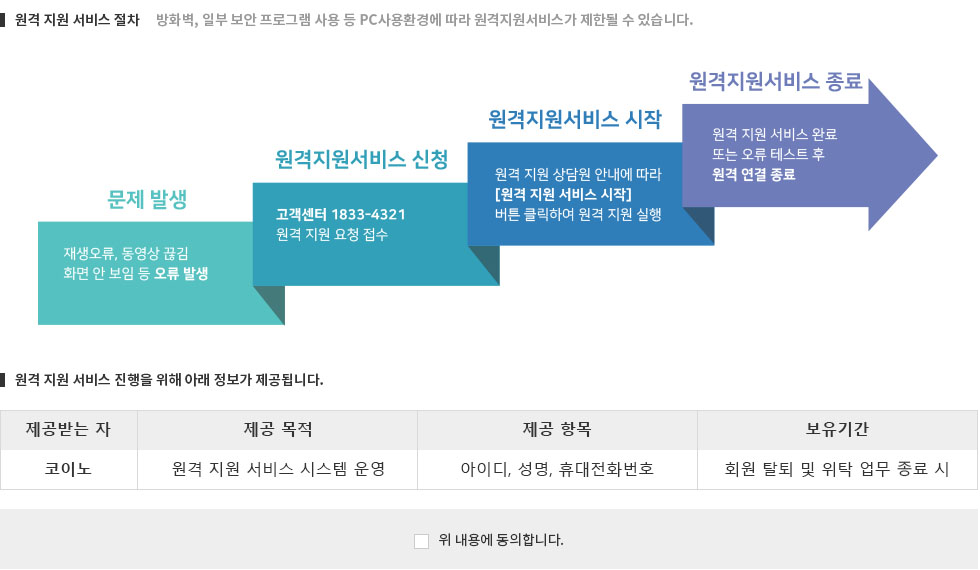 원격 지원 서비스 절차 방화벽, 일부 보안 프로그램 사용 등 PC사용환경에 따라 원격지원서비스가 제한될 수 있습니다.
문제 발생
재생오류, 동영상 끊김
화면 안 보임 등 오류 발생
원격지원서비스 신청
고객센터 1833-4321
원격 지원 요청 접수
원격지원서비스 시작
원격 지원 상담원 안내에 따라
[원격 지원 서비스 시작]
버튼 클릭하여 원격 지원 실행
원격지원서비스 종료
원격 지원 서비스 완료
또는 오류 테스트 후
원격 연결 종료
원격 지원 서비스 진행을 위해 아래 정보가 제공됩니다.
제공받는 자 제공 목적 제공 항목 보유기간
코이노 원격 지원 서비스 시스템 운영 아이디, 성명, 휴대전화번호 회원 탈퇴 및 위탁 업무 종료 시
위 내용에 동의합니다.